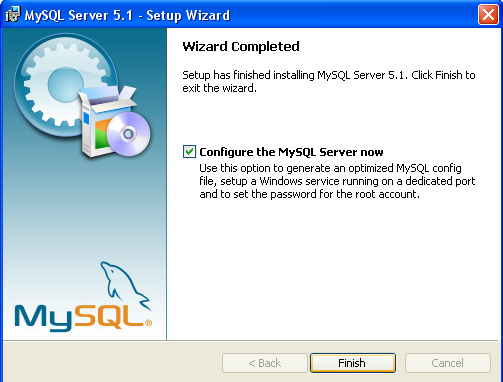 MySQL Server 5.1 - Setup Wizard
Wizard Completed
Setup has finished installing MySQL Server 5.1. Click Finish to
exit the wizard.
Configure the MySQL Server now
Use this option to generate an optimized MySQL config
file, setup a Windows service running on a dedicated port
and to set the password for the root account.
MySQL®
< Back
Finish
Cancel